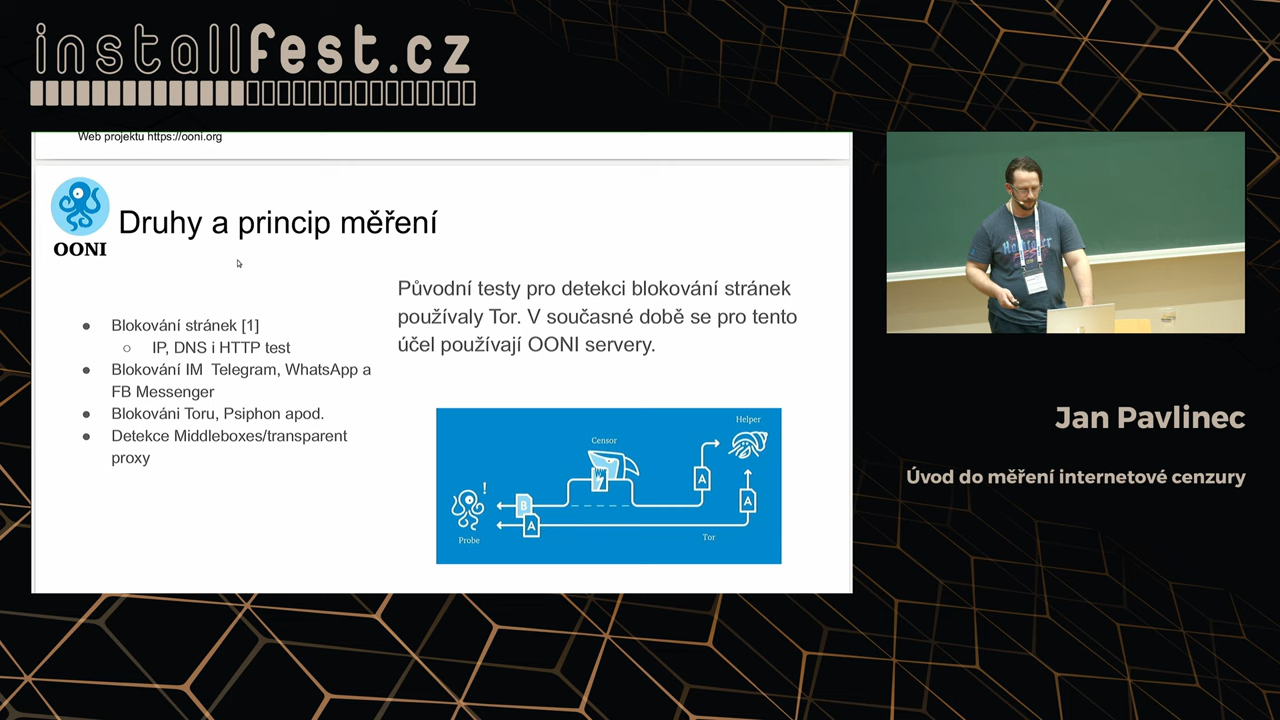 installfest.cz
Web projektu https://ooni.org
OONI
Druhy a princip měření
Původní testy pro detekci blokování stránek
používaly Tor. V současné době se pro tento
účel používají OONI servery.
● Blokování stránek [1]
○ IP, DNS i HTTP test
● Blokování IM Telegram, WhatsApp a
FB Messenger
● Blokováni Toru, Psiphon apod.
● Detekce Middleboxes/transparent
proxy
Helper
Censor
A
!
B
A
A
Probe
Tor
Jan Pavlinec
Úvod do měření internetové cenzury